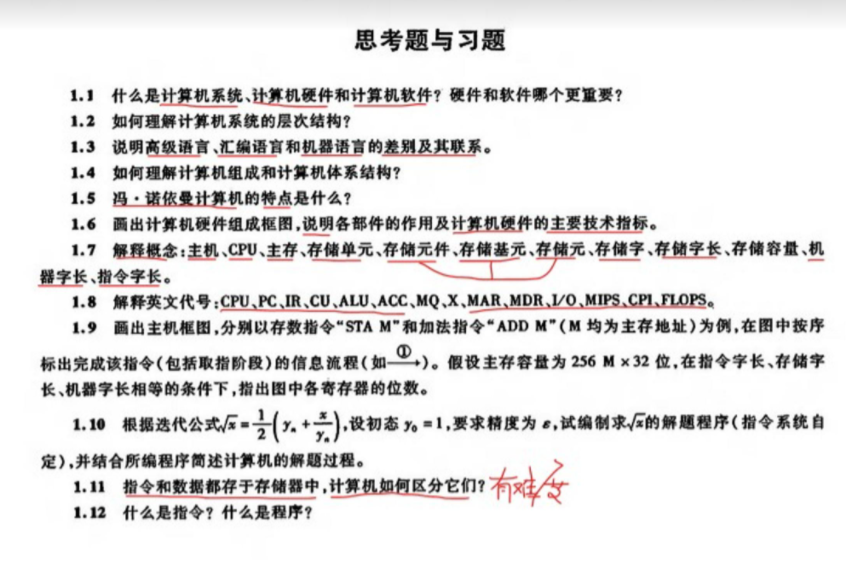 思考题与习题
1.1 什么是计算机系统、计算机硬件和计算机软件？硬件和软件哪个更重要？
1.2 如何理解计算机系统的层次结构？
1.3 说明高级语言、汇编语言和机器语言的差别及其联系。
1.4 如何理解计算机组成和计算机体系结构？
1.5 冯·诺依曼计算机的特点是什么？
1.6 画出计算机硬件组成框图，说明各部件的作用及计算机硬件的主要技术指标。
1.7 解释概念：主机、CPU、主存、存储单元、存储元件、存储基元、存储元、存储字、存储字长、存储容量、机
器字长、指令字长。
1.8 解释英文代号：CPU、PC、IR、CU、ALU、ACC、MQ、X、MAR、MDR、I/O、MIPS、CPI、FLOPS。
1.9 画出主机框图，分别以存数指令“STA M”和加法指令“ADD M”（M 均为主存地址）为例，在图中按序
标出完成该指令（包括取指阶段）的信息流程（如①→）。假设主存容量为 256 M×32 位，在指令字长、存储字
长、机器字长相等的条件下，指出图中各寄存器的位数。
1.10 根据迭代公式√x=1/2(yₙ+x/yₙ)，设初态 y₀=1，要求精度为 ε，试编制求√x的解题程序（指令系统自
定），并结合所编程序简述计算机的解题过程。
1.11 指令和数据都存于存储器中，计算机如何区分它们？有难度
1.12 什么是指令？什么是程序？